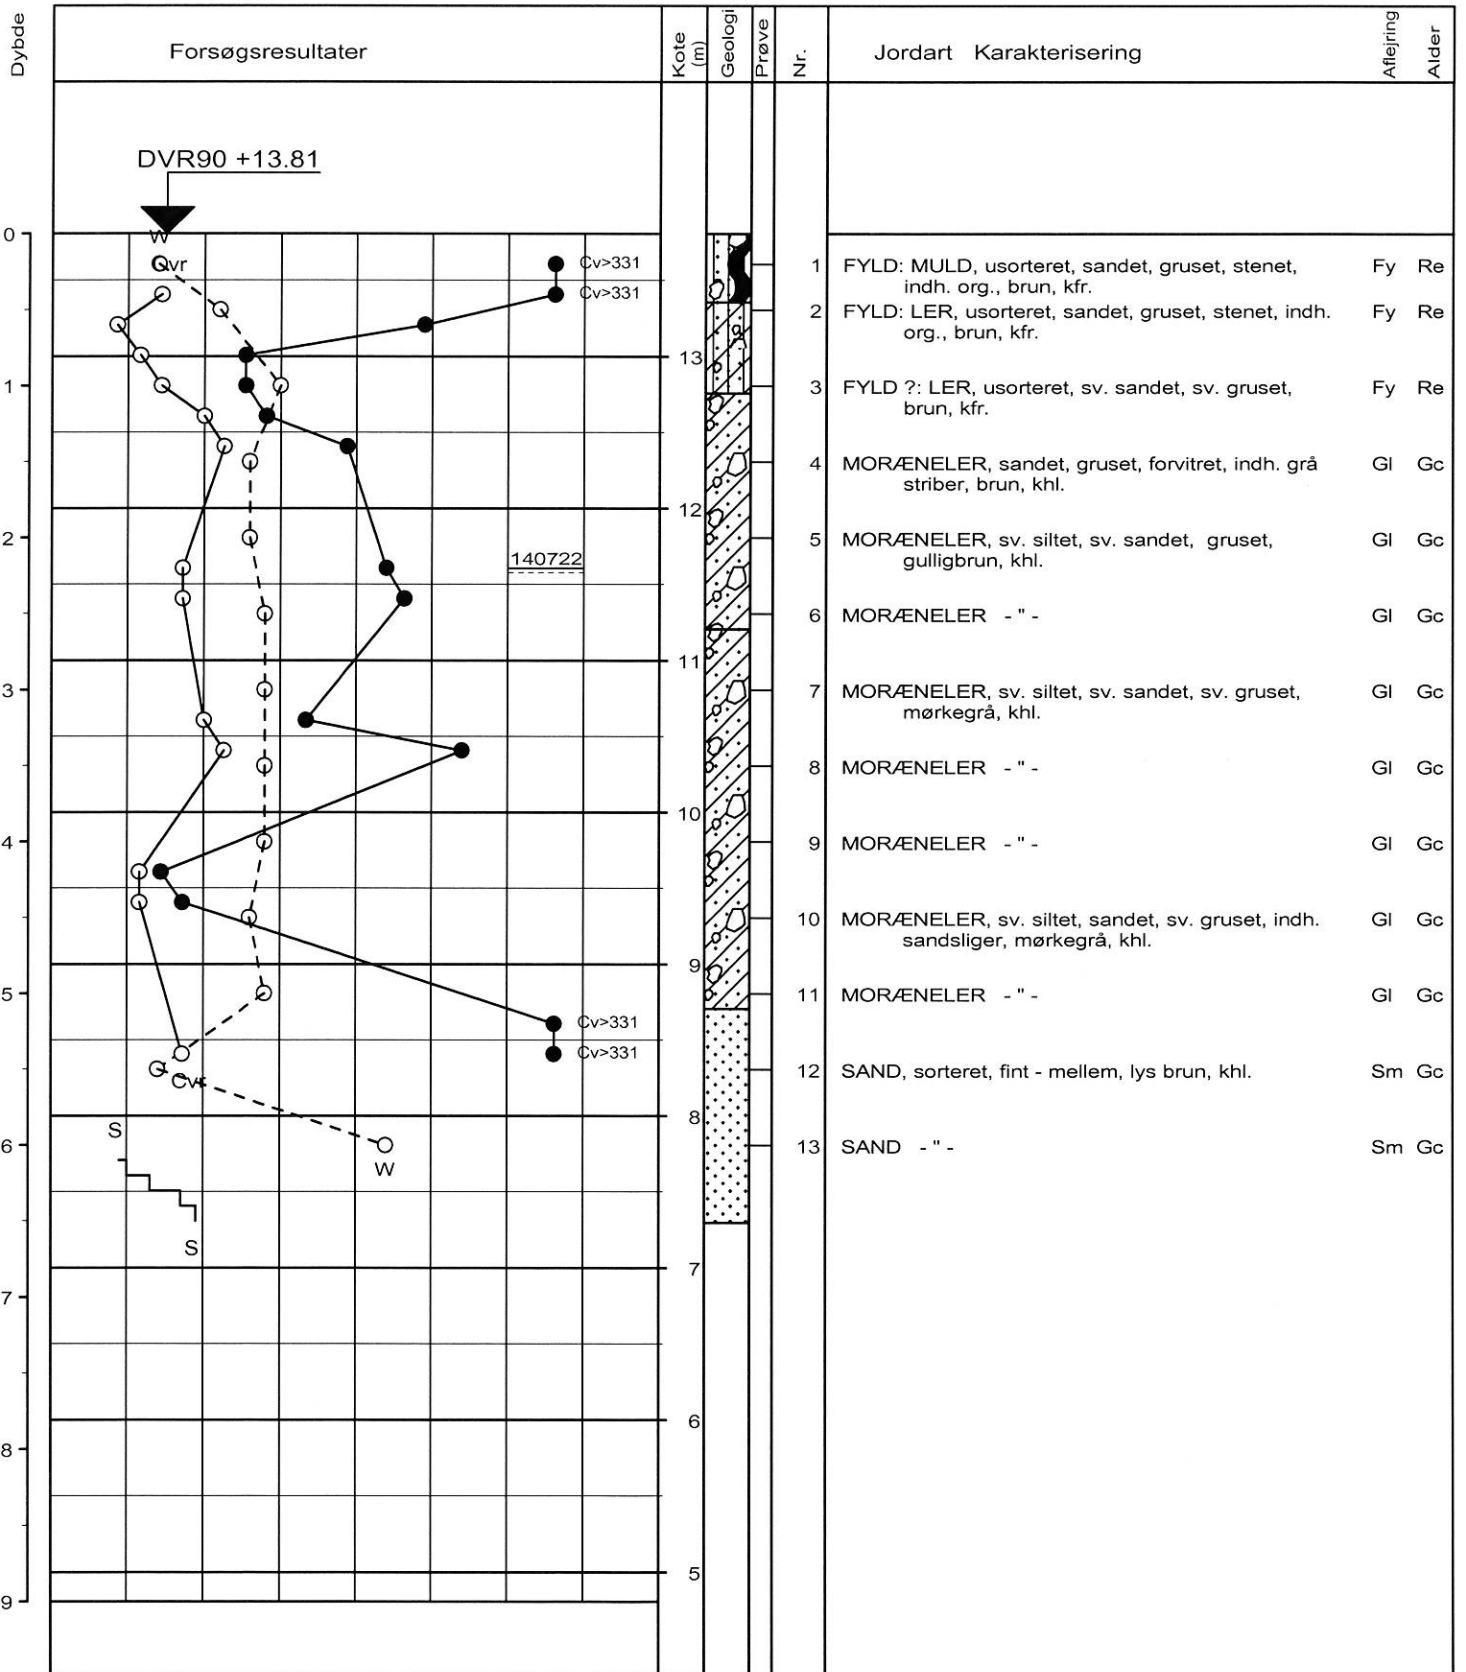 Dybde
Forsøgsresultater
Kote (m)
Geologi
Prøve
Nr.
Jordart Karakterisering
Aflejring
Alder
DVR90 +13.81
0
W
Cvr
Cv>331
1 FYLD: MULD, usorteret, sandet, gruset, stenet, Fy Re
indh. org., brun, kfr.
Cv>331
2 FYLD: LER, usorteret, sandet, gruset, stenet, indh. Fy Re
org., brun, kfr.
13
1
3 FYLD ?: LER, usorteret, sv. sandet, sv. gruset, Fy Re
brun, kfr.
4 MORÆNELER, sandet, gruset, forvitret, indh. grå Gl Gc
striber, brun, khl.
12
2
5 MORÆNELER, sv. siltet, sv. sandet, gruset, Gl Gc
gulligbrun, khl.
140722
6 MORÆNELER - " - Gl Gc
11
3
7 MORÆNELER, sv. siltet, sv. sandet, sv. gruset, Gl Gc
mørkegrå, khl.
8 MORÆNELER - " - Gl Gc
10
4
9 MORÆNELER - " - Gl Gc
10 MORÆNELER, sv. siltet, sandet, sv. gruset, indh. Gl Gc
sandsliger, mørkegrå, khl.
9
5
11 MORÆNELER - " - Gl Gc
Cv>331
Cv>331
12 SAND, sorteret, fint - mellem, lys brun, khl. Sm Gc
Cvr
8
S
6
13 SAND - " - Sm Gc
W
S
7
7
6
8
5
9